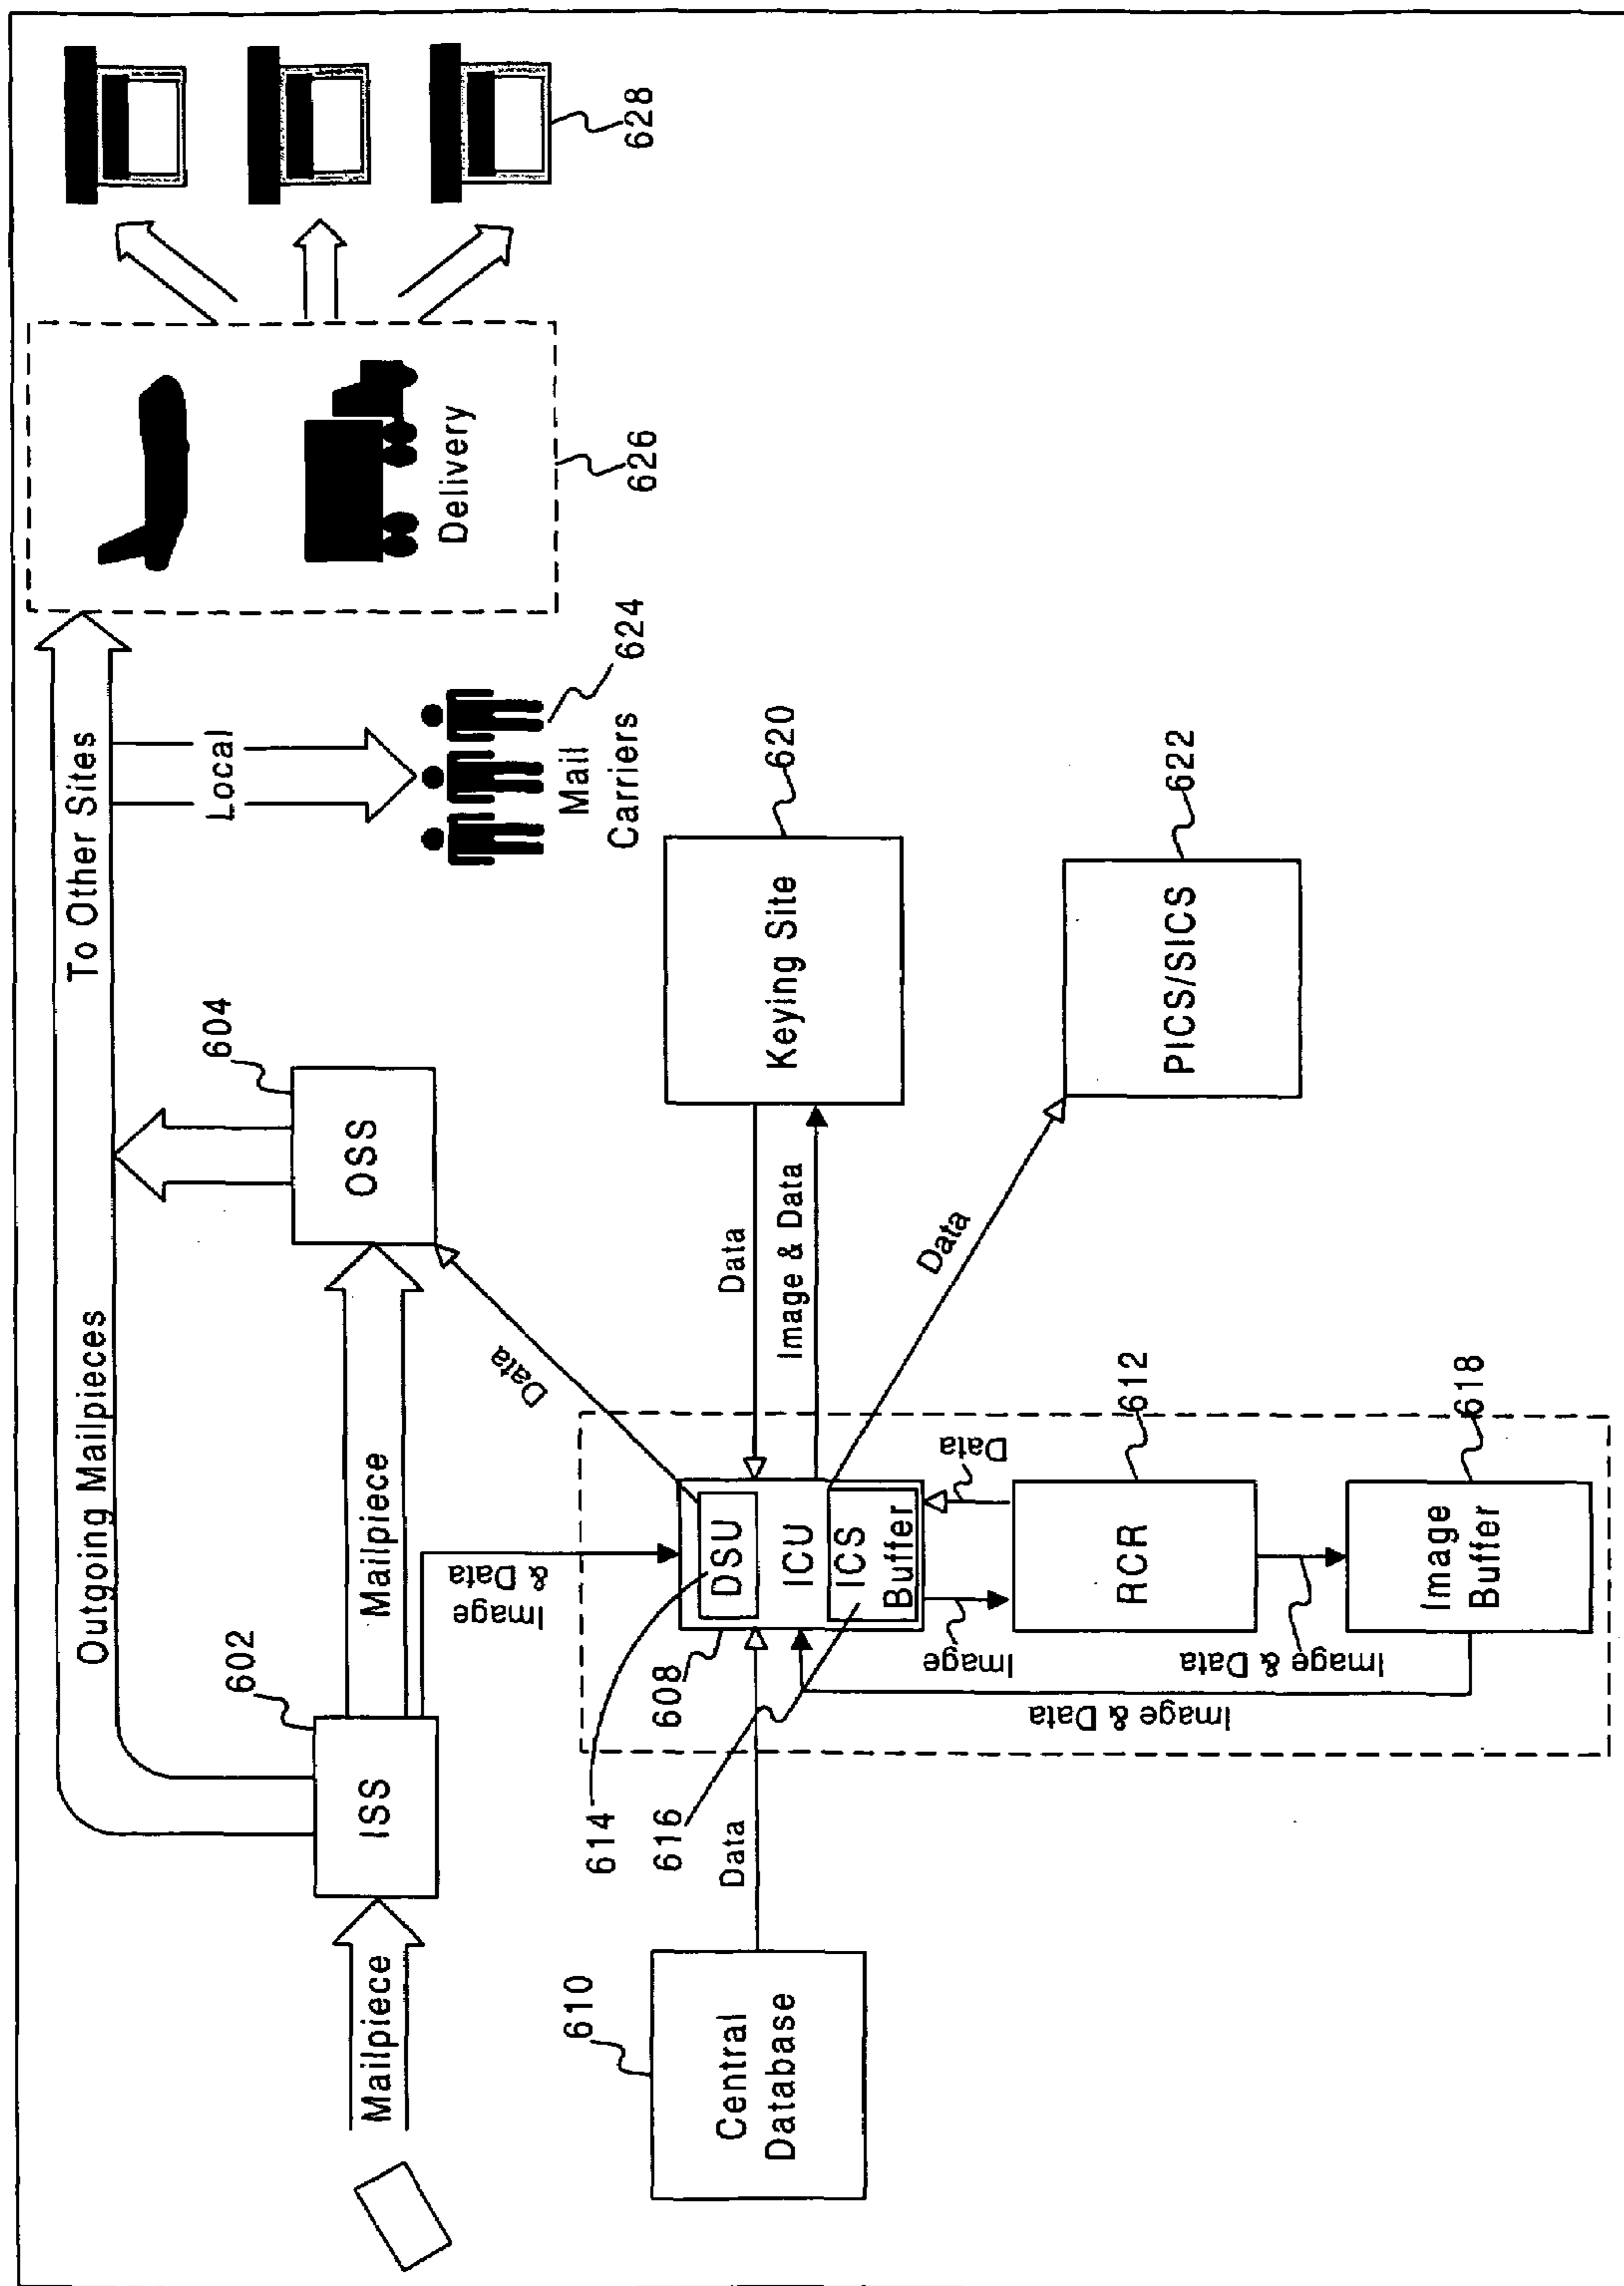 Outgoing Mailpieces
To Other Sites
Mailpiece
ISS
602
Mailpiece
OSS
604
Local
Mail
Carriers
624
Delivery
626
628
Image
& Data
Data
Central
Database
610
Data
614
616
608
DSU
ICU
ICS
Buffer
Data
Image & Data
Keying Site
620
Data
PICS/SICS
622
Image
Data
RCR
612
Image & Data
Image & Data
Image
Buffer
618